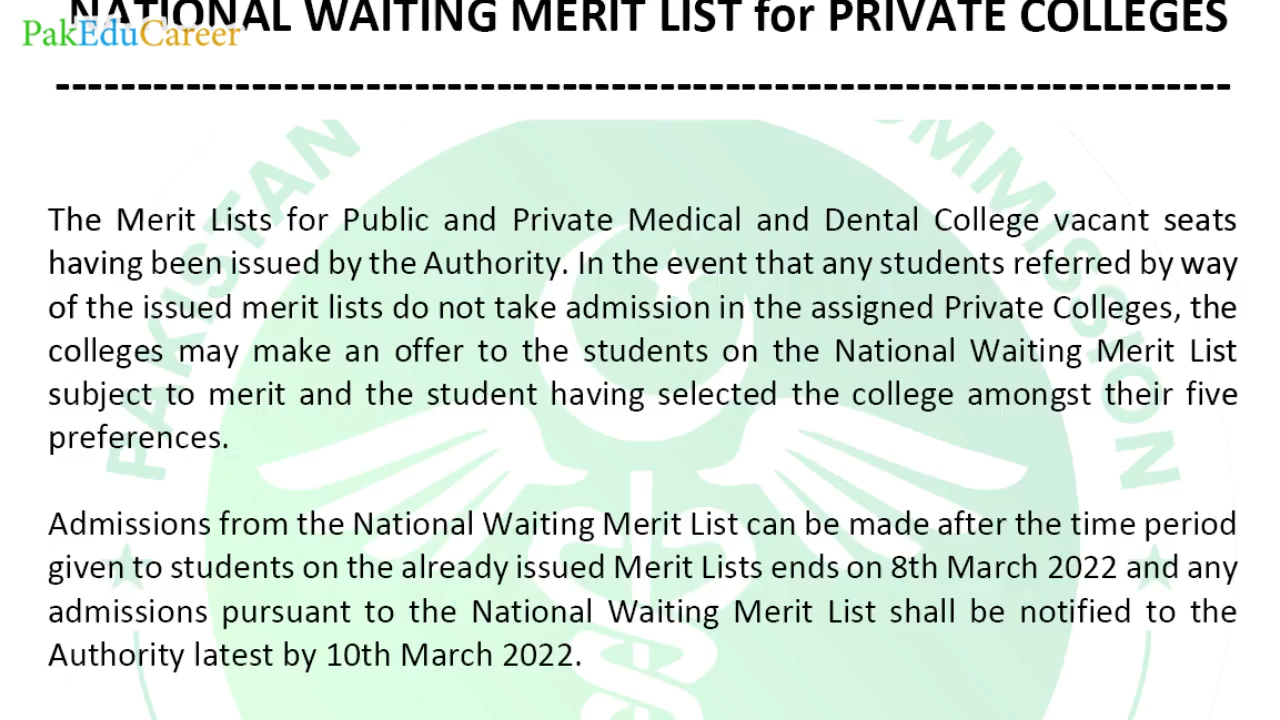 NATIONAL WAITING MERIT LIST for PRIVATE COLLEGES
PakEduCareer
--------------------------------------------------------------------------
PAKISTAN COMMISSION
The Merit Lists for Public and Private Medical and Dental College vacant seats
having been issued by the Authority. In the event that any students referred by way
of the issued merit lists do not take admission in the assigned Private Colleges, the
colleges may make an offer to the students on the National Waiting Merit List
subject to merit and the student having selected the college amongst their five
preferences.
Admissions from the National Waiting Merit List can be made after the time period
given to students on the already issued Merit Lists ends on 8th March 2022 and any
admissions pursuant to the National Waiting Merit List shall be notified to the
Authority latest by 10th March 2022.